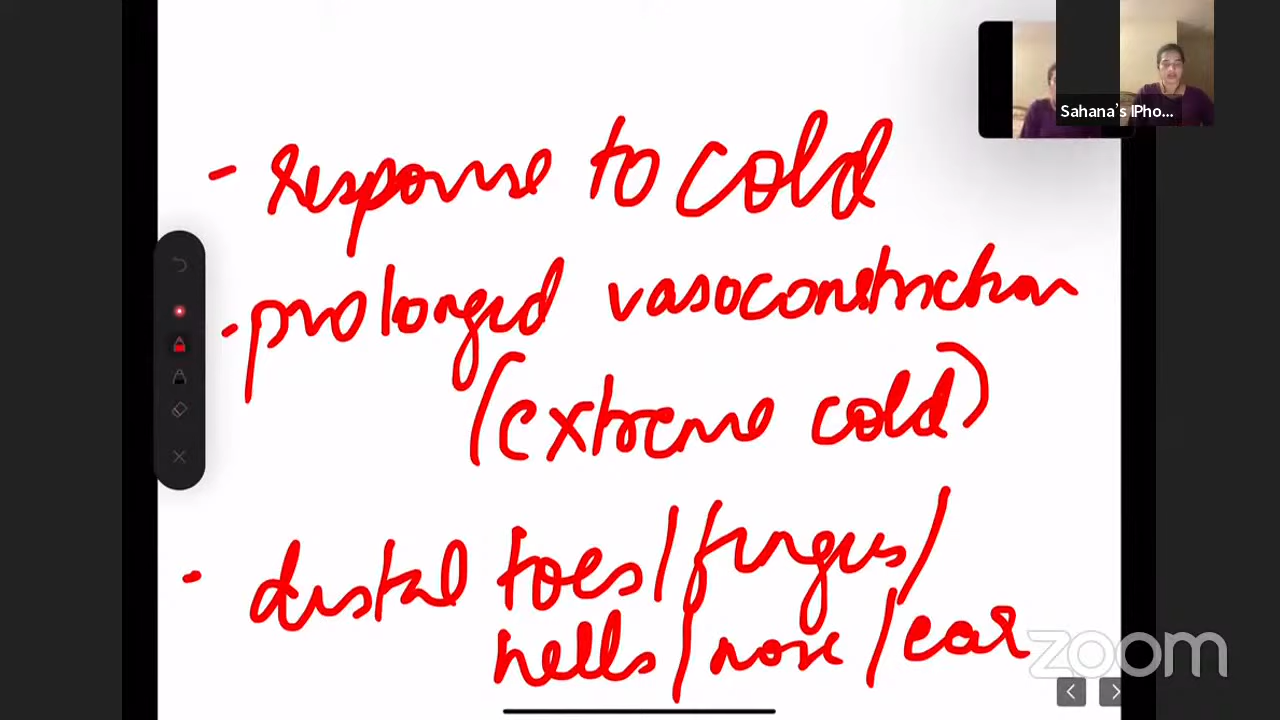 Sahana's IPho...
- response to cold
- prolonged vasoconstriction
(extreme cold)
- distal toes/fingers/
heels/nose/ear
zoom